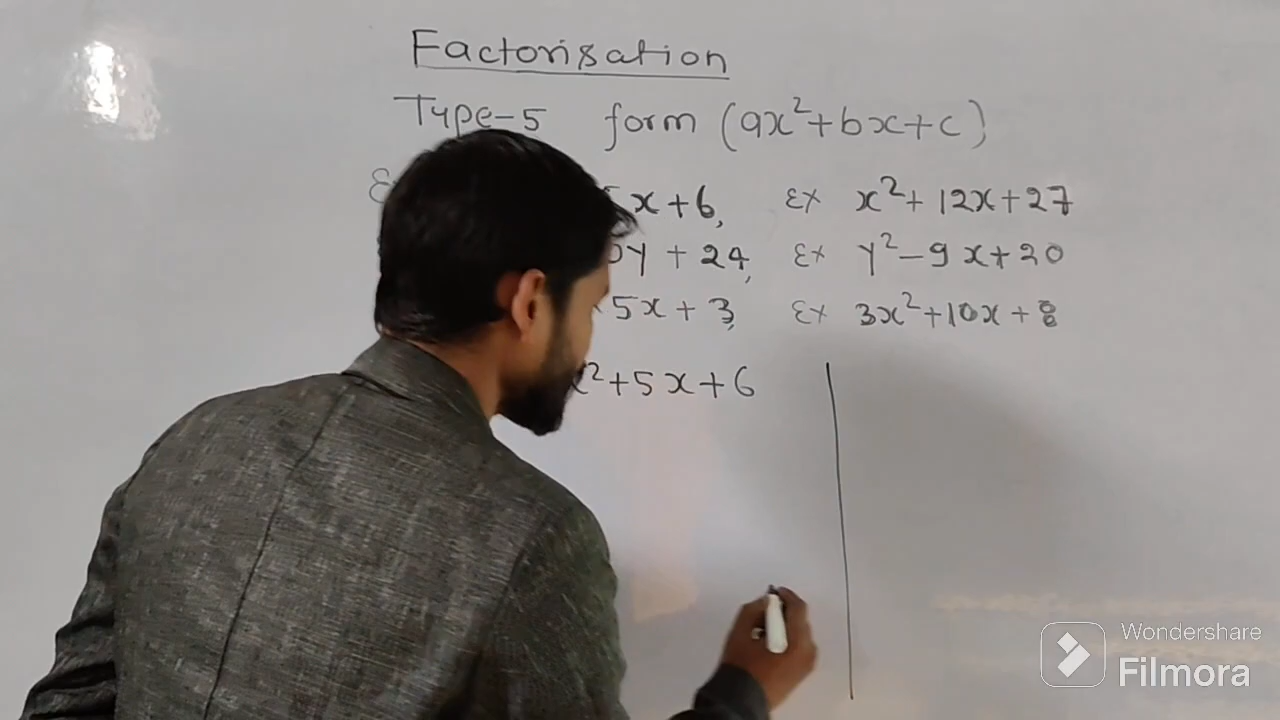 Factorisation
Type-5 form (ax²+bx+c)
x+6, Ex x²+12x+27
y+24, Ex y²-9x+20
5x+3, Ex 3x²+10x+8
x²+5x+6
Wondershare
Filmora